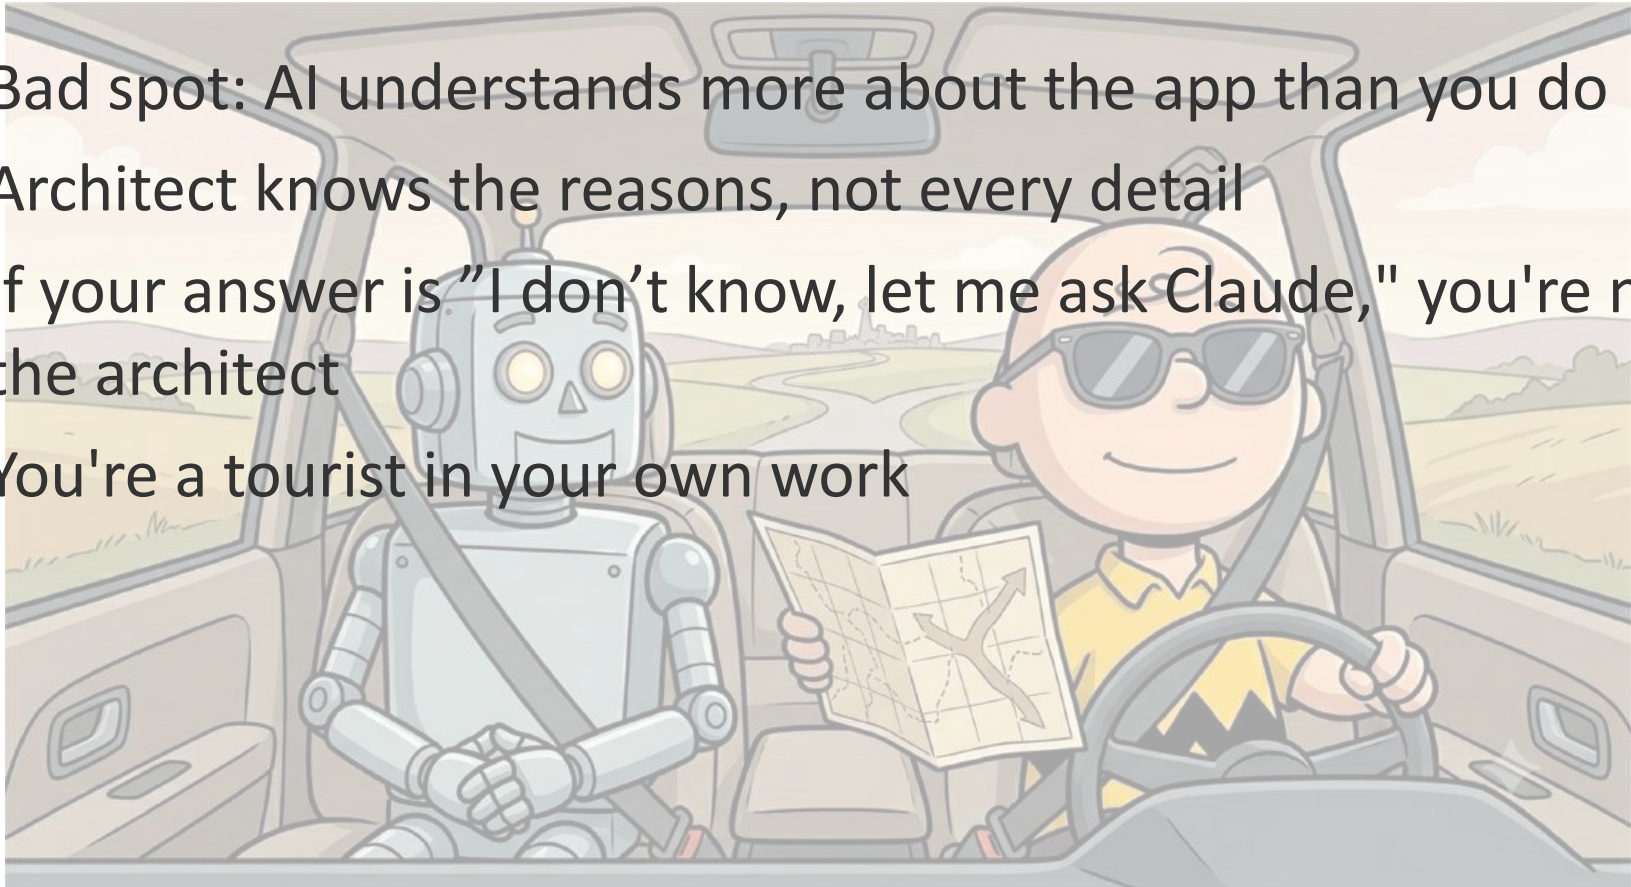 Bad spot: AI understands more about the app than you do
Architect knows the reasons, not every detail
f your answer is ”I don’t know, let me ask Claude," you're
the architect
You're a tourist in your own work